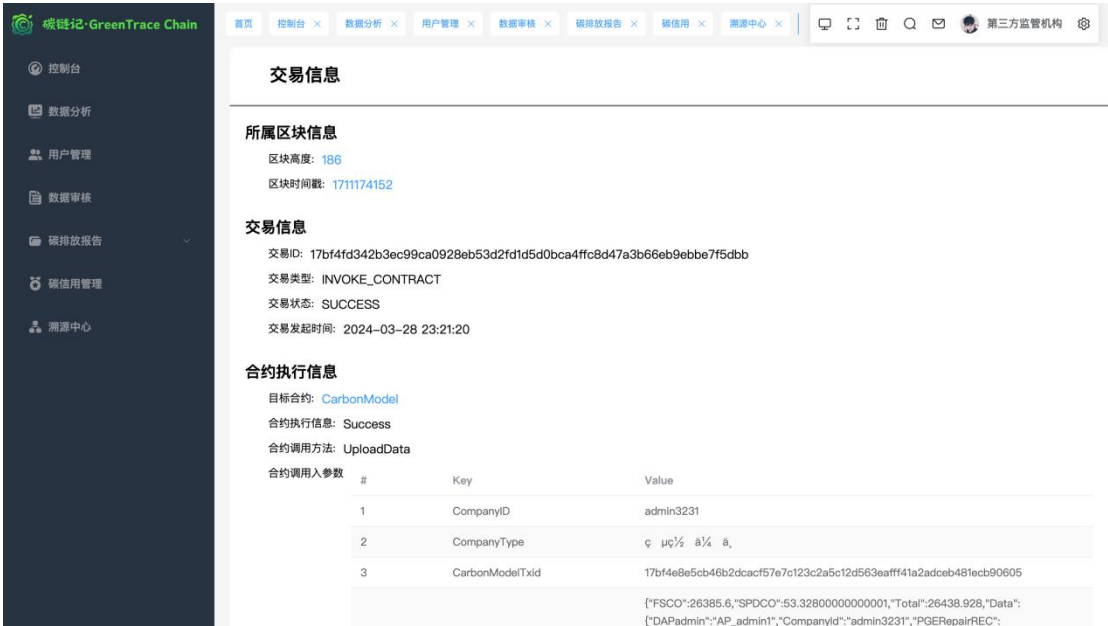 碳链记·GreenTrace Chain
首页 控制台 × 数据分析 × 用户管理 × 数据审核 × 碳排放报告 × 碳信用 × 溯源中心 × 第三方监管机构
控制台
数据分析
用户管理
数据审核
碳排放报告
碳信用管理
溯源中心
交易信息
所属区块信息
区块高度: 186
区块时间戳: 1711174152
交易信息
交易ID: 17bf4fd342b3ec99ca0928eb53d2fd1d5d0bca4ffc8d47a3b66eb9ebbe7f5dbb
交易类型: INVOKE_CONTRACT
交易状态: SUCCESS
交易发起时间: 2024-03-28 23:21:20
合约执行信息
目标合约: CarbonModel
合约执行信息: Success
合约调用方法: UploadData
合约调用入参数
# Key Value
1 CompanyID admin3231
2 CompanyType ç µç½ ä¼ ä¸
3 CarbonModelTxid 17bf4e8e5cb46b2dcacf57e7c123c2a5c12d563eafff41a2adceb481ecb90605
{"FSCO":26385.6,"SPDCO":53.32800000000001,"Total":26438.928,"Data":
{"DAPadmin":"AP_admin1","CompanyId":"admin3231","PGERepairREC":